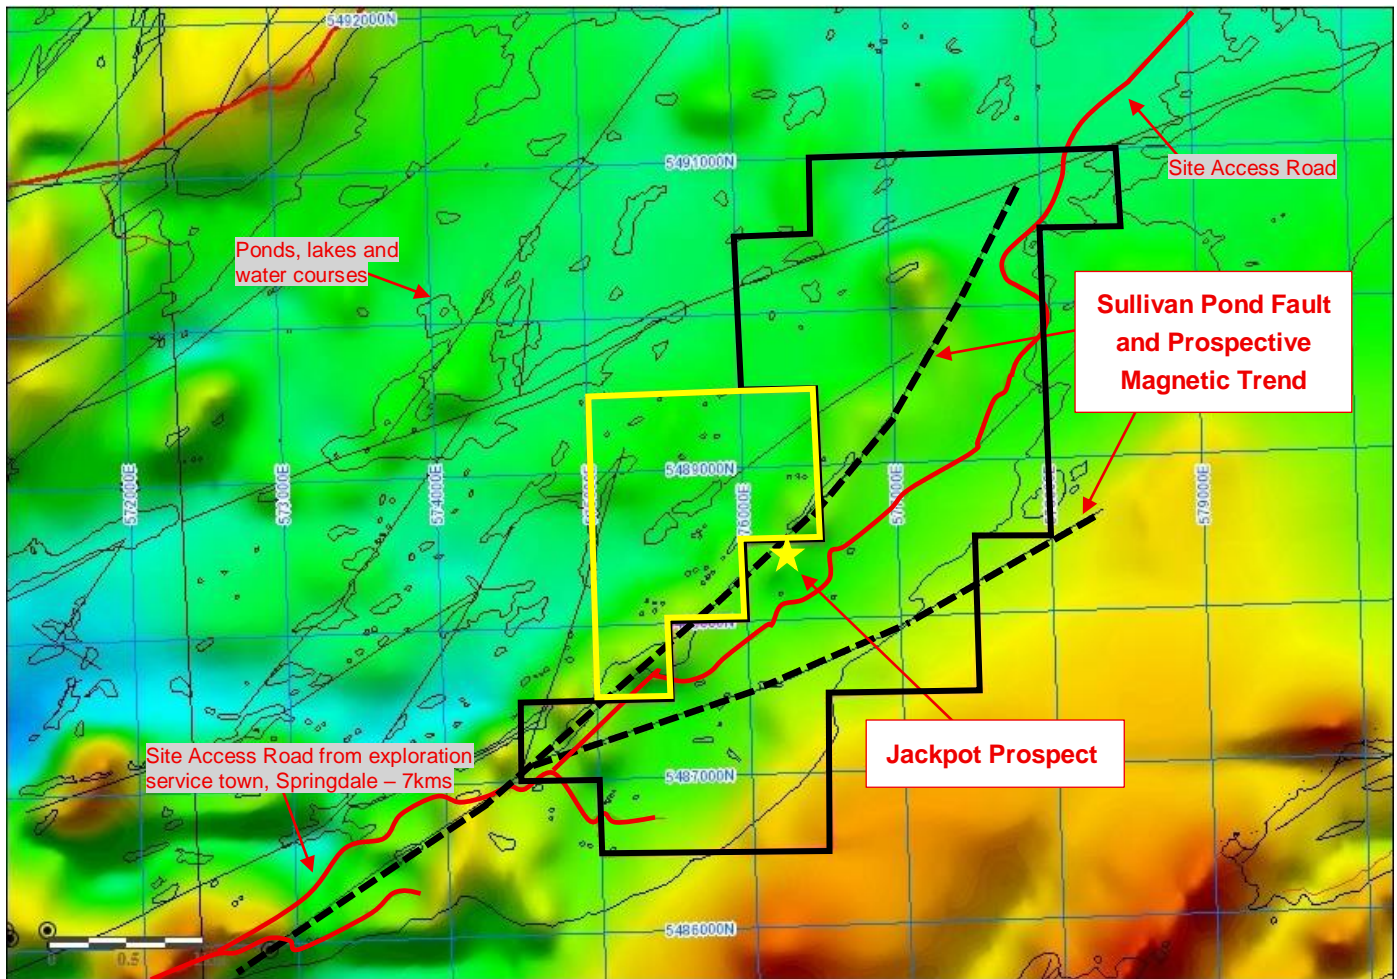 5492000N
5491000N
Site Access Road
Ponds, lakes and
water courses
Sullivan Pond Fault
and Prospective
Magnetic Trend
5489000N
572000E
573000E
574000E
576000E
579000E
Jackpot Prospect
Site Access Road from exploration
service town, Springdale – 7kms
5487000N
5486000N
0.5